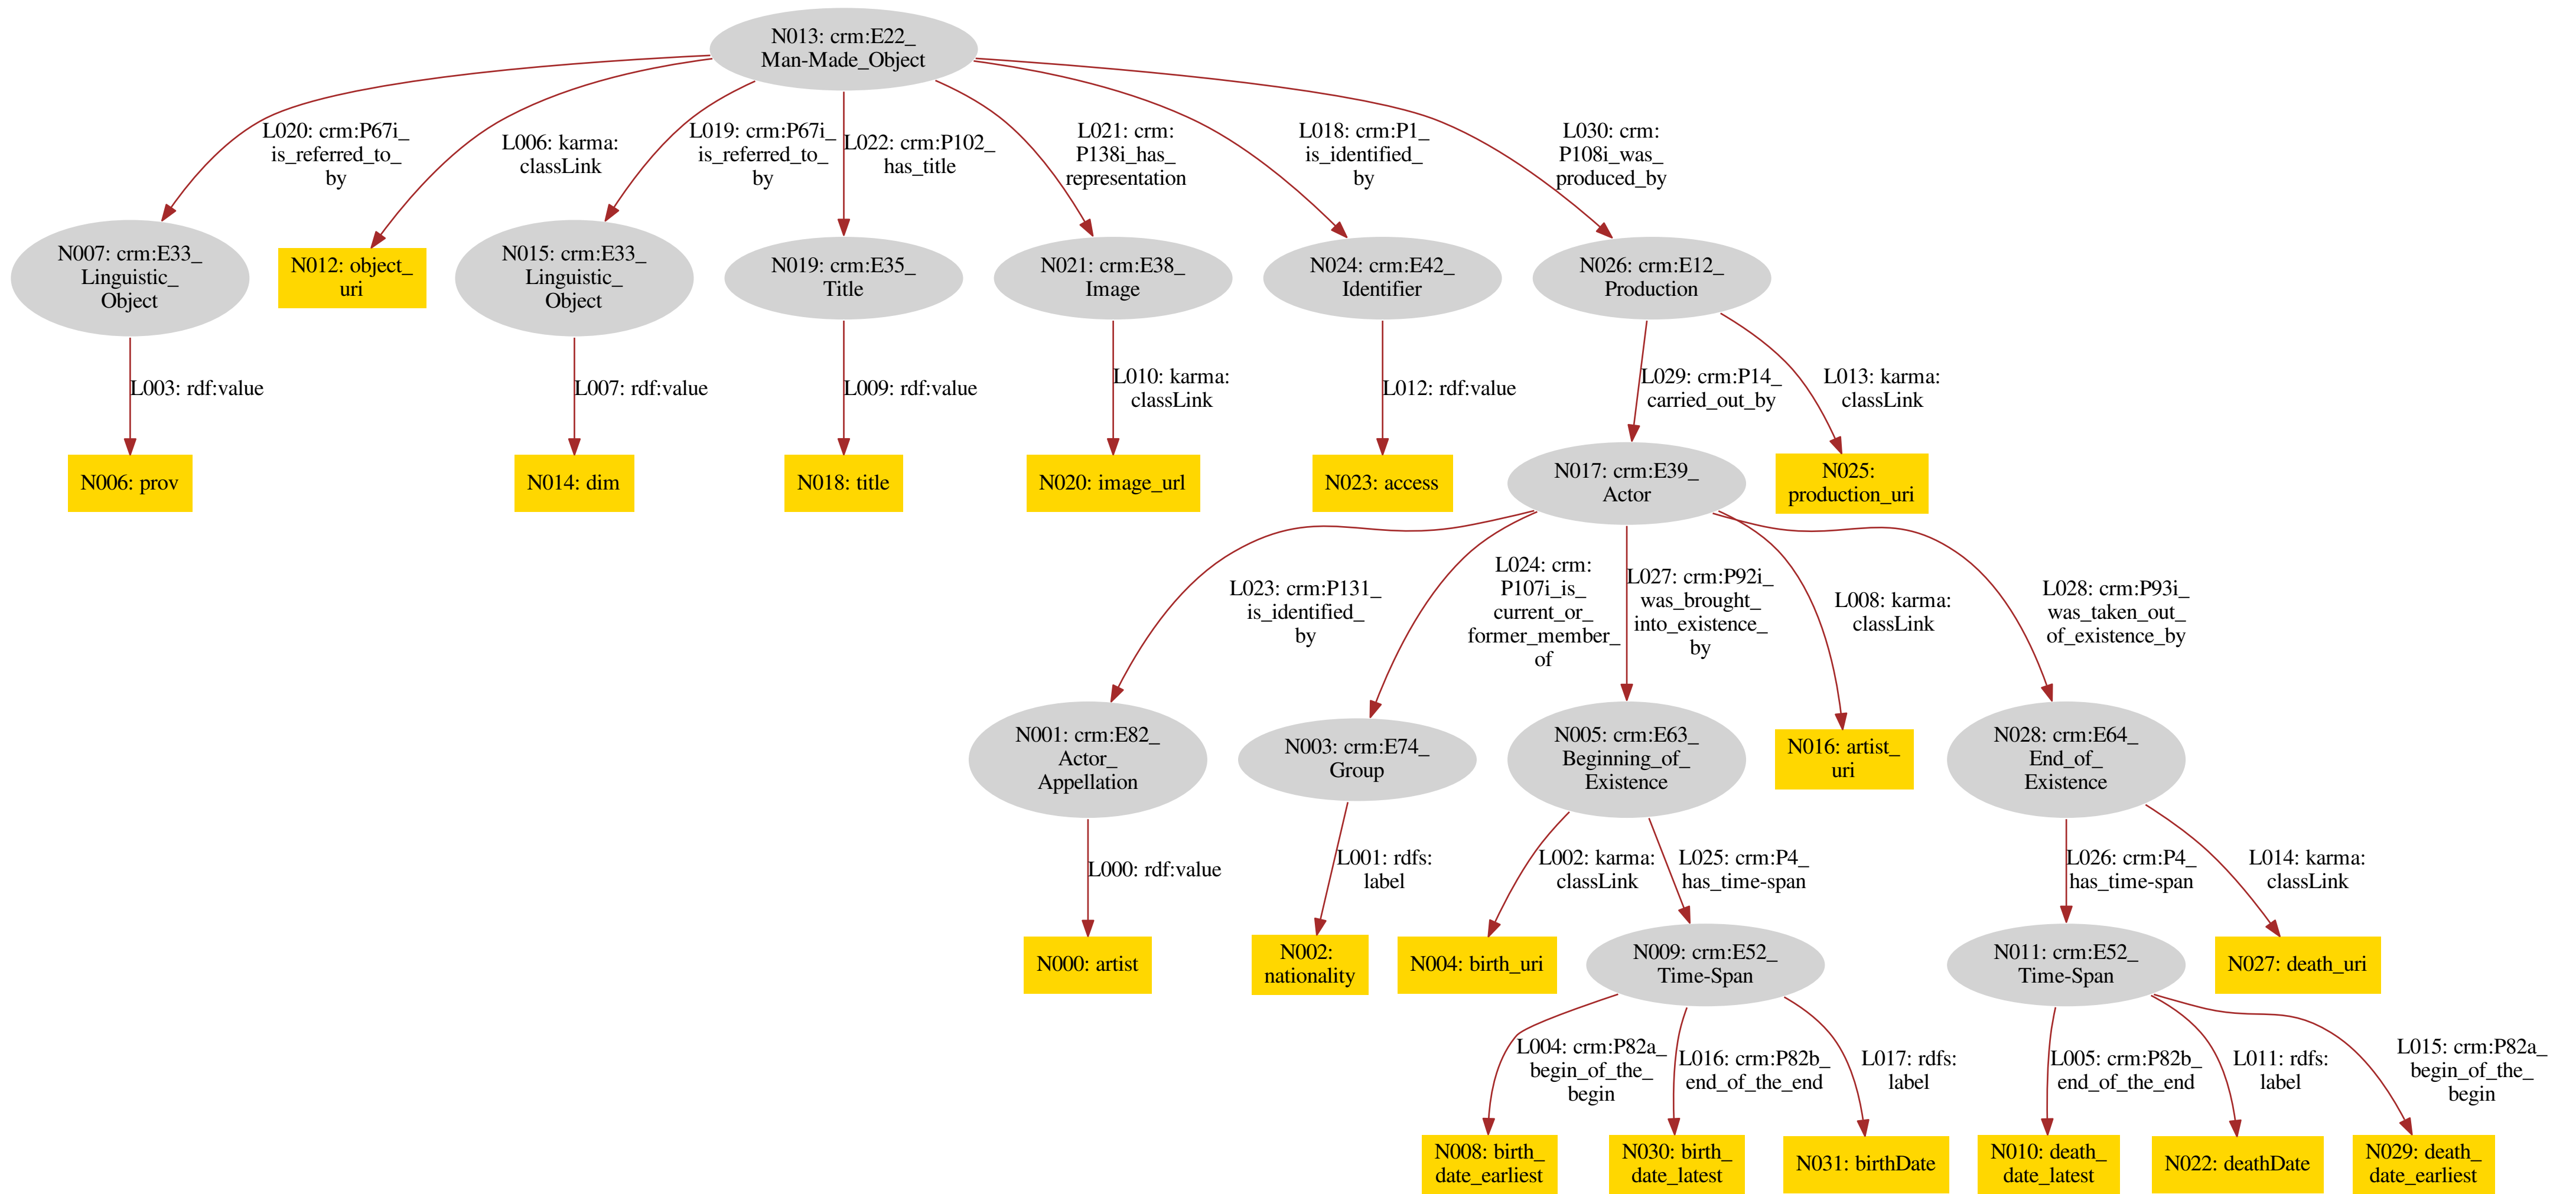 N013: crm:E22_
Man-Made_Object
L020: crm:P67i_
is_referred_to_
by
L006: karma:
classLink
L019: crm:P67i_
is_referred_to_
by
L022: crm:P102_
has_title
L021: crm:
P138i_has_
representation
L018: crm:P1_
is_identified_
by
L030: crm:
P108i_was_
produced_by
N007: crm:E33_
Linguistic_
Object
N012: object_
uri
N015: crm:E33_
Linguistic_
Object
N019: crm:E35_
Title
N021: crm:E38_
Image
N024: crm:E42_
Identifier
N026: crm:E12_
Production
L003: rdf:value
L007: rdf:value
L009: rdf:value
L010: karma:
classLink
L012: rdf:value
L029: crm:P14_
carried_out_by
L013: karma:
classLink
N006: prov
N014: dim
N018: title
N020: image_url
N023: access
N017: crm:E39_
Actor
N025:
production_uri
L023: crm:P131_
is_identified_
by
L024: crm:
P107i_is_
current_or_
former_member_
of
L027: crm:P92i_
was_brought_
into_existence_
by
L008: karma:
classLink
L028: crm:P93i_
was_taken_out_
of_existence_by
N001: crm:E82_
Actor_
Appellation
N003: crm:E74_
Group
N005: crm:E63_
Beginning_of_
Existence
N016: artist_
uri
N028: crm:E64_
End_of_
Existence
L000: rdf:value
L001: rdfs:
label
L002: karma:
classLink
L025: crm:P4_
has_time-span
L026: crm:P4_
has_time-span
L014: karma:
classLink
N000: artist
N002:
nationality
N004: birth_uri
N009: crm:E52_
Time-Span
N011: crm:E52_
Time-Span
N027: death_uri
L004: crm:P82a_
begin_of_the_
begin
L016: crm:P82b_
end_of_the_end
L017: rdfs:
label
L005: crm:P82b_
end_of_the_end
L011: rdfs:
label
L015: crm:P82a_
begin_of_the_
begin
N008: birth_
date_earliest
N030: birth_
date_latest
N031: birthDate
N010: death_
date_latest
N022: deathDate
N029: death_
date_earliest